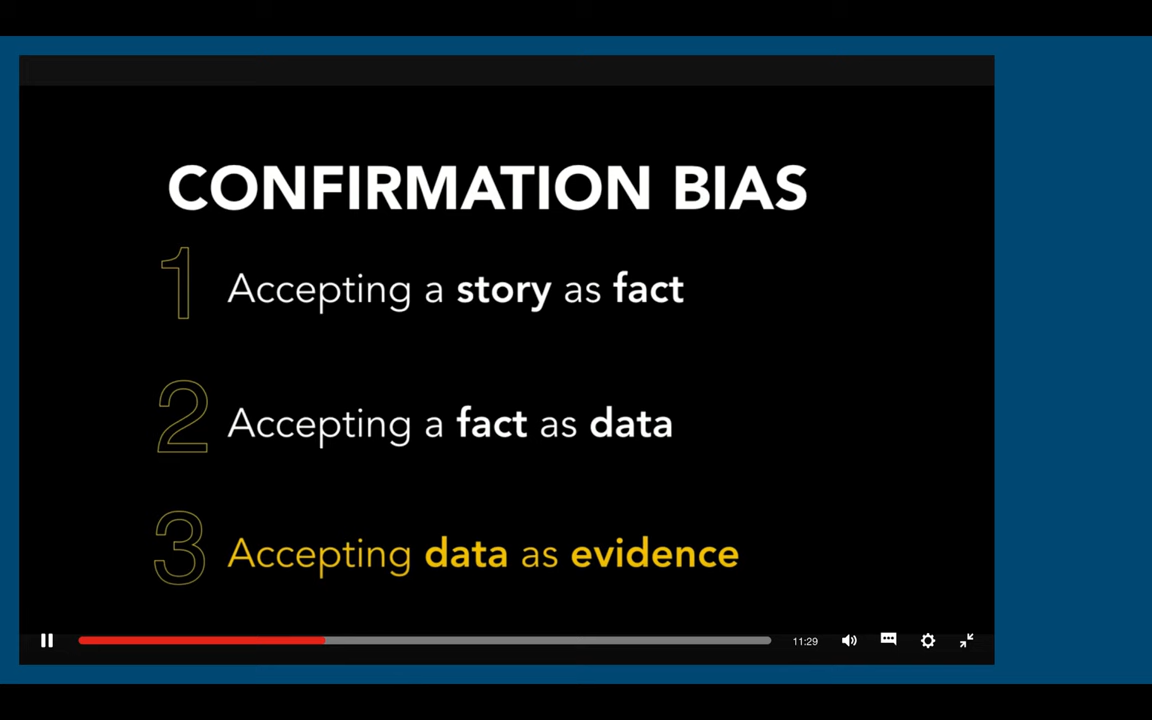 CONFIRMATION BIAS
1 Accepting a story as fact
2 Accepting a fact as data
3 Accepting data as evidence
11:29